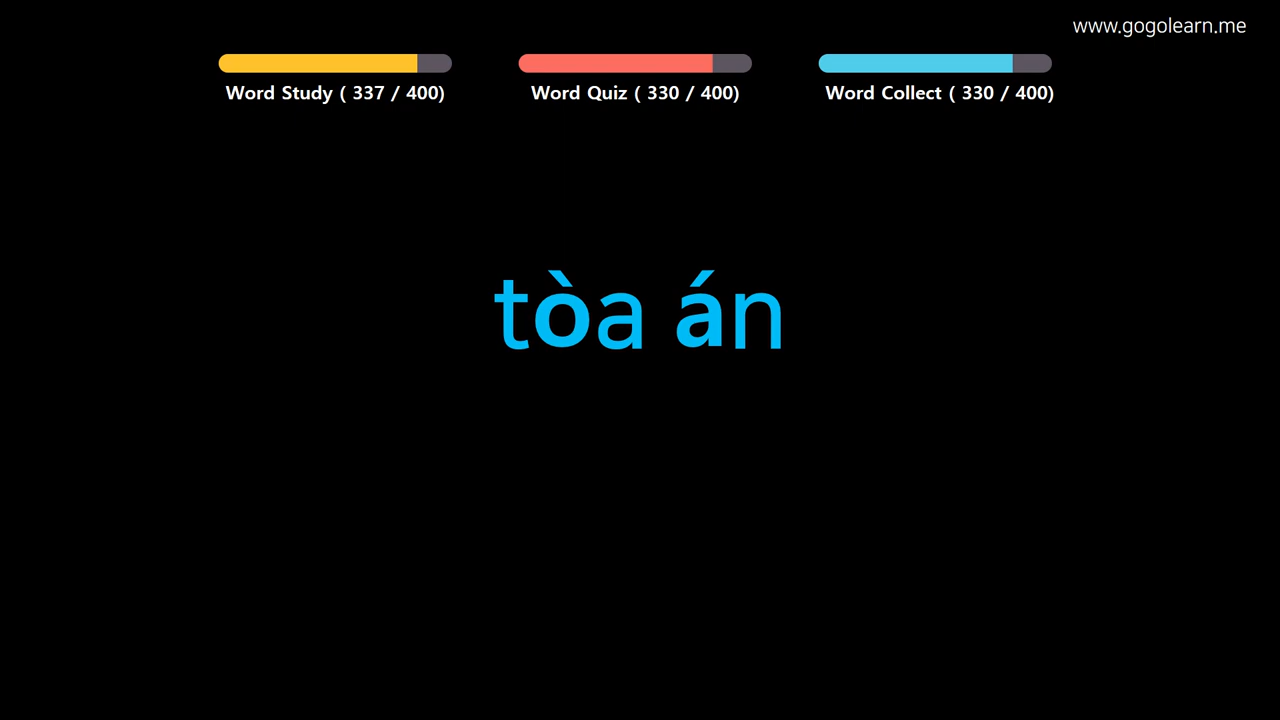 www.gogolearn.me
Word Study ( 337 / 400)
Word Quiz ( 330 / 400)
Word Collect ( 330 / 400)
tòa án